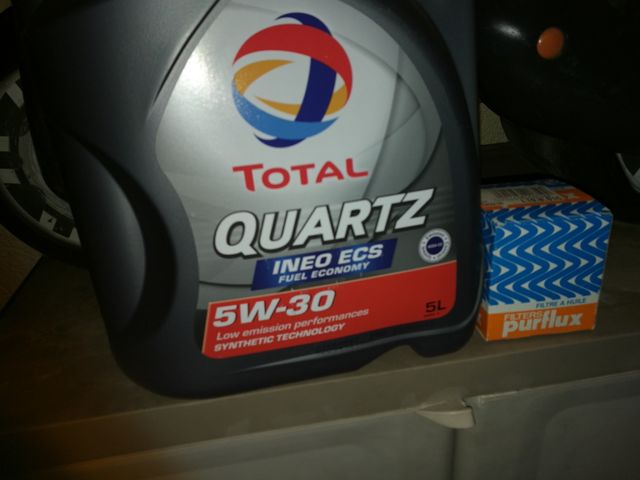 TOTAL
QUARTZ
INEO ECS
FUEL ECONOMY
5W-30
5L
Low emission performances
SYNTHETIC TECHNOLOGY
FILTRE A HUILE
FILTERS
purflux